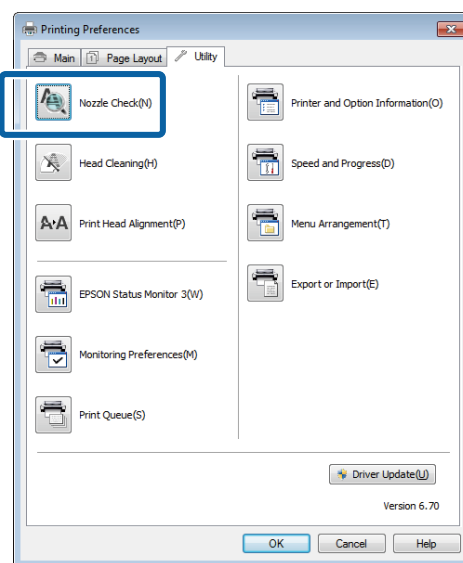 Printing Preferences
Main
Page Layout
Utility
Nozzle Check(N)
Head Cleaning(H)
Print Head Alignment(P)
EPSON Status Monitor 3(W)
Monitoring Preferences(M)
Print Queue(S)
Printer and Option Information(O)
Speed and Progress(D)
Menu Arrangement(T)
Export or Import(E)
Driver Update(U)
Version 6.70
OK
Cancel
Help